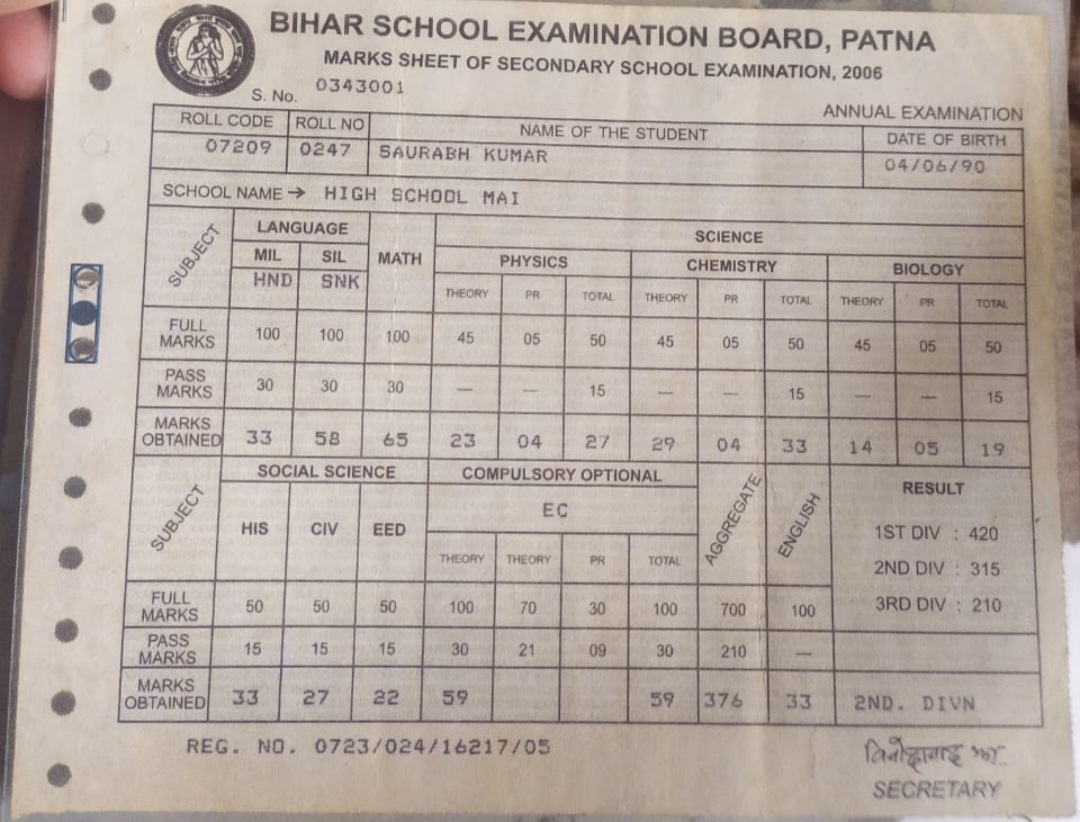 BIHAR SCHOOL EXAMINATION BOARD, PATNA
MARKS SHEET OF SECONDARY SCHOOL EXAMINATION, 2006
S. No. 0343001
ANNUAL EXAMINATION
ROLL CODE ROLL NO NAME OF THE STUDENT DATE OF BIRTH
07209 0247 SAURABH KUMAR 04/06/90
SCHOOL NAME → HIGH SCHOOL MAI
SUBJECT LANGUAGE MATH SCIENCE
MIL SIL PHYSICS CHEMISTRY BIOLOGY
HND SNK THEORY PR TOTAL THEORY PR TOTAL THEORY PR TOTAL
FULL MARKS 100 100 100 45 05 50 45 05 50 45 05 50
PASS MARKS 30 30 30 — — 15 — — 15 — — 15
MARKS OBTAINED 33 58 65 23 04 27 29 04 33 14 05 19
SUBJECT SOCIAL SCIENCE COMPULSORY OPTIONAL AGGREGATE ENGLISH RESULT
HIS CIV EED EC 1ST DIV : 420
THEORY THEORY PR TOTAL 2ND DIV : 315
FULL MARKS 50 50 50 100 70 30 100 700 100 3RD DIV : 210
PASS MARKS 15 15 15 30 21 09 30 210 —
MARKS OBTAINED 33 27 22 59 59 376 33 2ND. DIVN
REG. NO. 0723/024/16217/05
SECRETARY